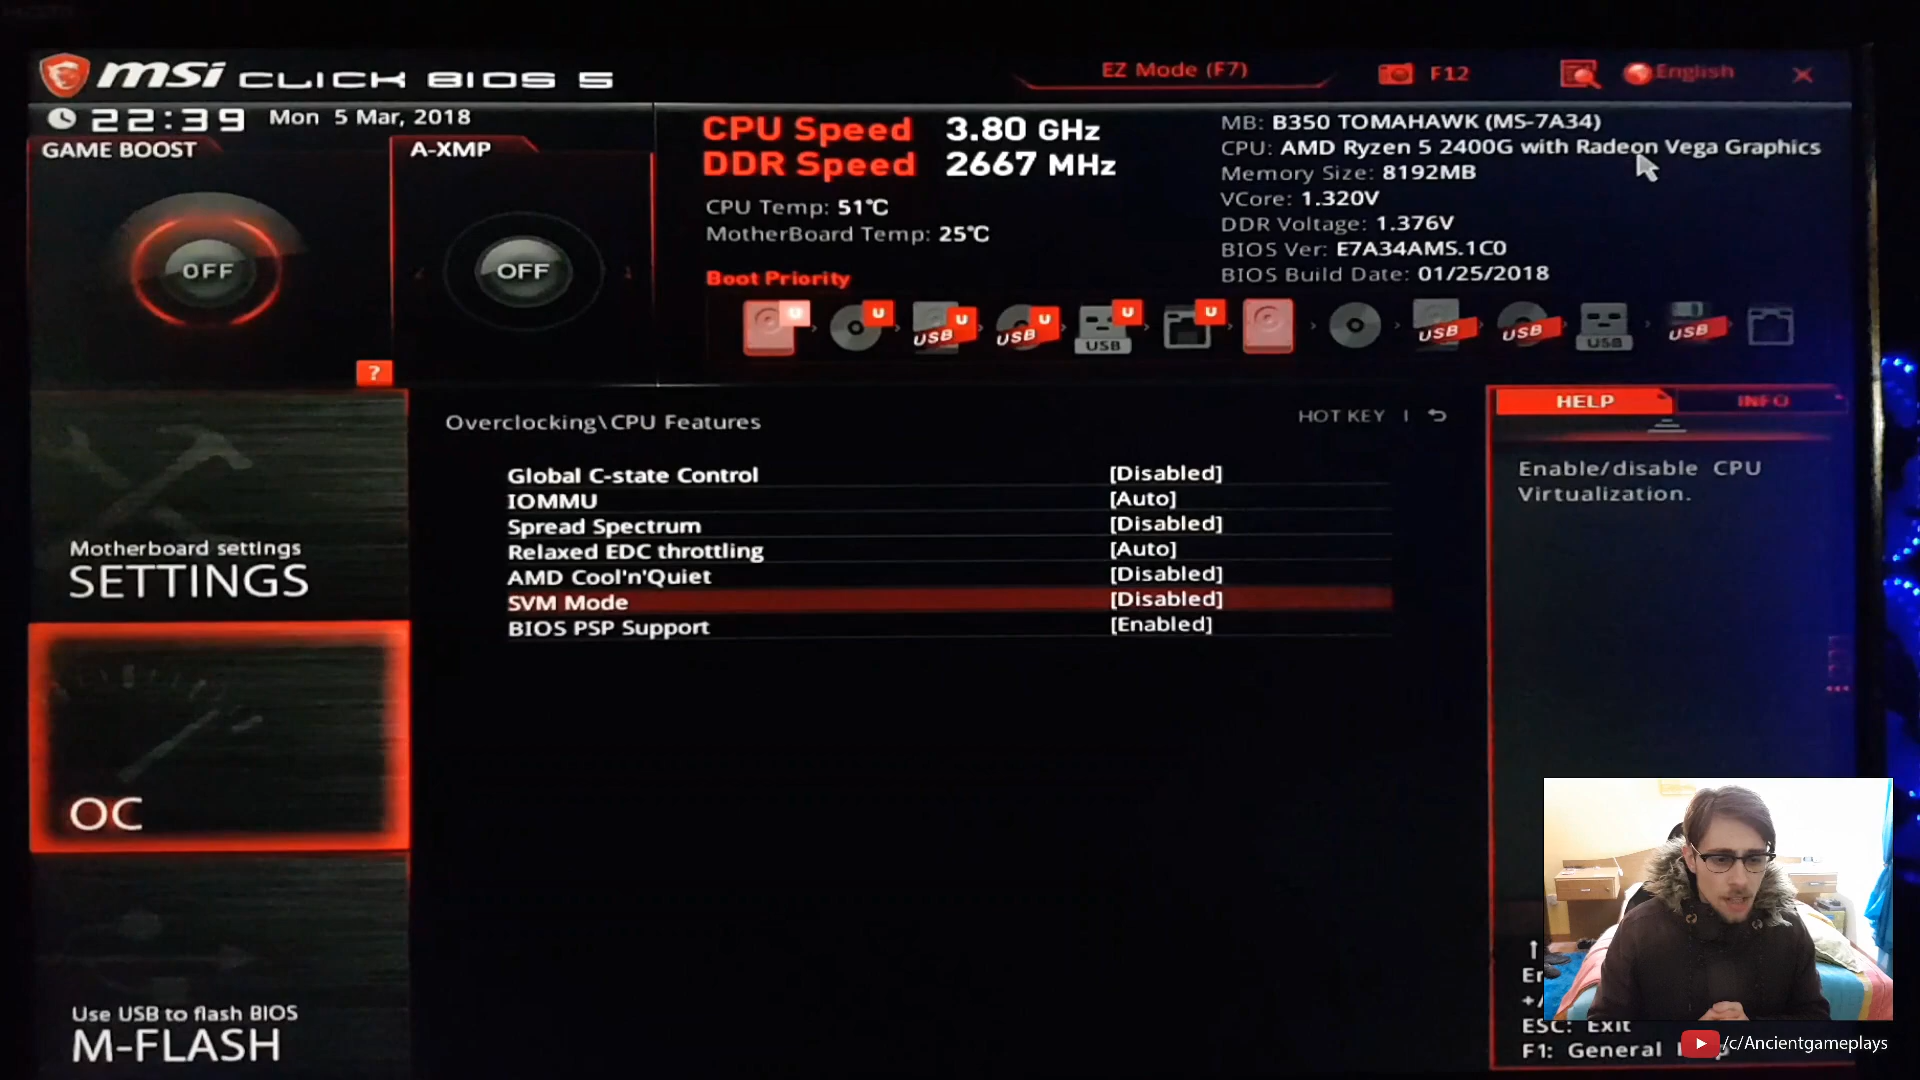 msi CLICK BIOS 5
EZ Mode (F7)
F12
English
22:39 Mon 5 Mar, 2018
GAME BOOST
OFF
A-XMP
OFF
?
CPU Speed 3.80 GHz
DDR Speed 2667 MHz
CPU Temp: 51°C
MotherBoard Temp: 25°C
MB: B350 TOMAHAWK (MS-7A34)
CPU: AMD Ryzen 5 2400G with Radeon Vega Graphics
Memory Size: 8192MB
VCore: 1.320V
DDR Voltage: 1.376V
BIOS Ver: E7A34AMS.1C0
BIOS Build Date: 01/25/2018
Boot Priority
U U USB U USB U USB U U USB USB USB USB
Motherboard settings
SETTINGS
OC
Use USB to flash BIOS
M-FLASH
Overclocking\CPU Features
HOT KEY
Global C-state Control [Disabled]
IOMMU [Auto]
Spread Spectrum [Disabled]
Relaxed EDC throttling [Auto]
AMD Cool'n'Quiet [Disabled]
SVM Mode [Disabled]
BIOS PSP Support [Enabled]
HELP
INFO
Enable/disable CPU
Virtualization.
ESC: Exit
F1: General
/c/Ancientgameplays